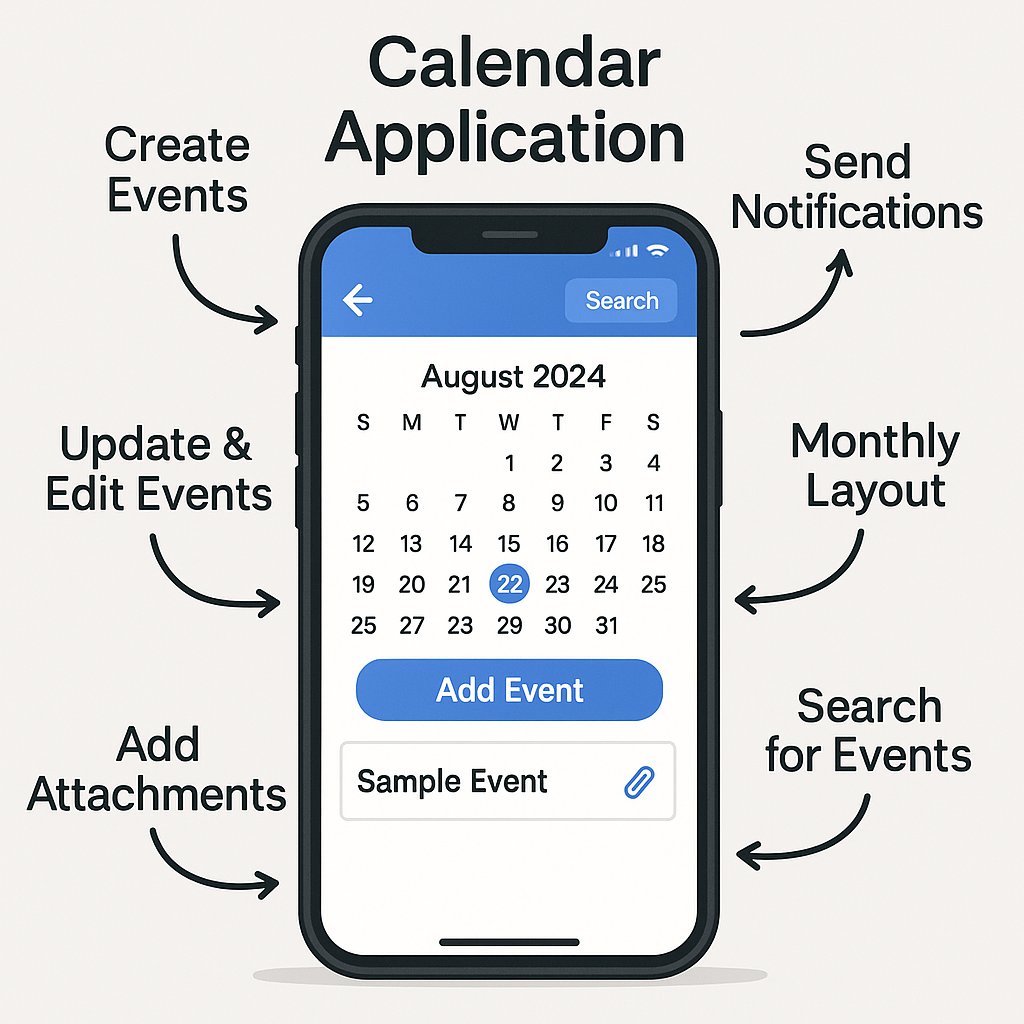 Calendar
Application
Create
Events
Send
Notifications
Search
August 2024
S M T W T F S
1 2 3 4
5 6 7 8 9 10 11
12 13 14 15 16 17 18
19 20 21 22 23 24 25
25 27 23 29 30 31
Update &
Edit Events
Monthly
Layout
Add Event
Sample Event
Add
Attachments
Search
for Events